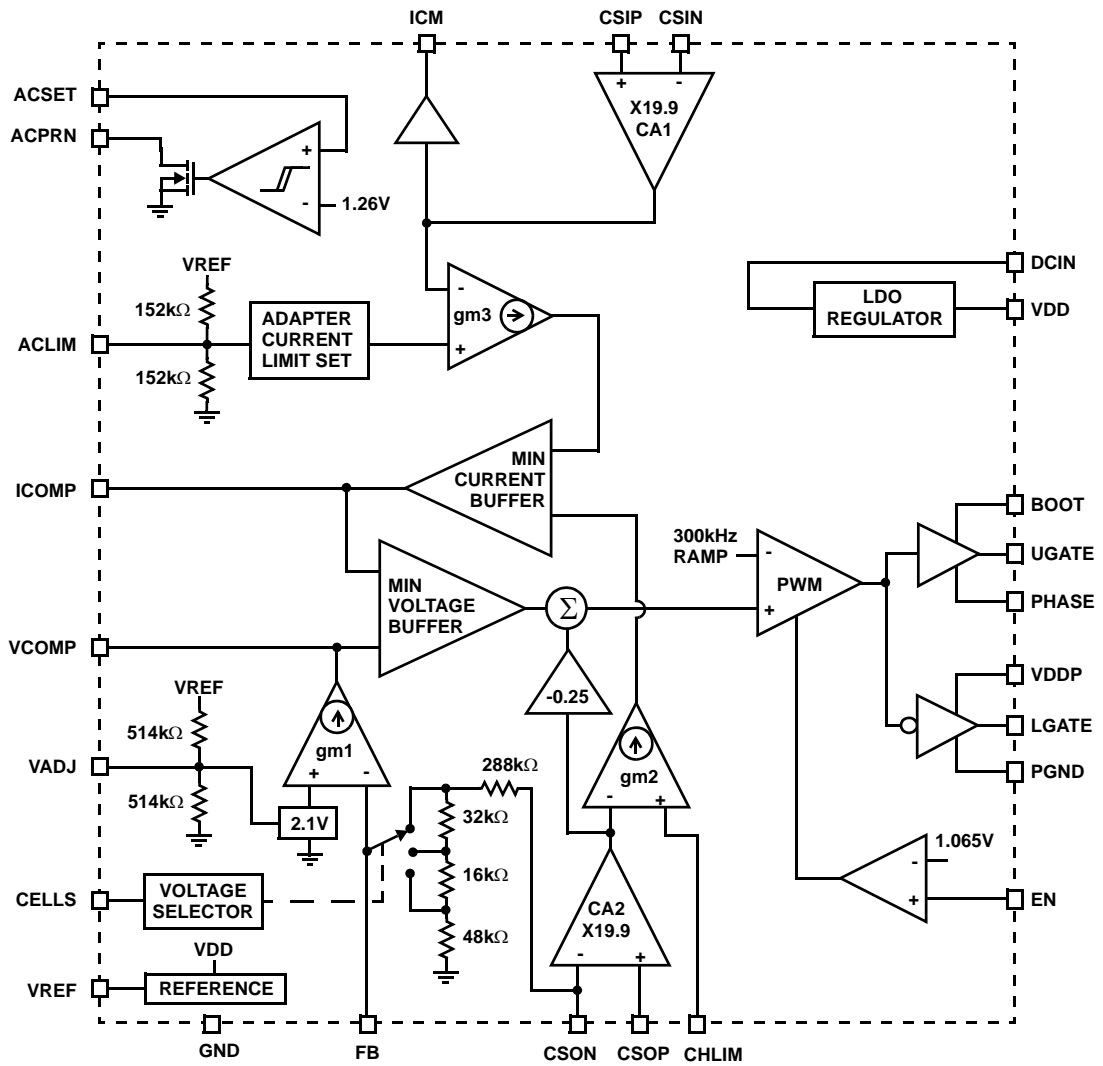 ICM
CSIP
CSIN
ACSET
ACPRN
+
-
X19.9
CA1
+
-
1.26V
VREF
152kΩ
ACLIM
152kΩ
ADAPTER
CURRENT
LIMIT SET
-
gm3
+
DCIN
LDO
REGULATOR
VDD
MIN
CURRENT
BUFFER
ICOMP
MIN
VOLTAGE
BUFFER
Σ
300kHz
RAMP
-
PWM
+
BOOT
UGATE
PHASE
VCOMP
VREF
514kΩ
VADJ
514kΩ
gm1
+
-
2.1V
-0.25
gm2
-
+
VDDP
LGATE
PGND
288kΩ
32kΩ
16kΩ
48kΩ
1.065V
-
+
EN
CELLS
VOLTAGE
SELECTOR
CA2
X19.9
-
+
VDD
VREF
REFERENCE
GND
FB
CSON
CSOP
CHLIM